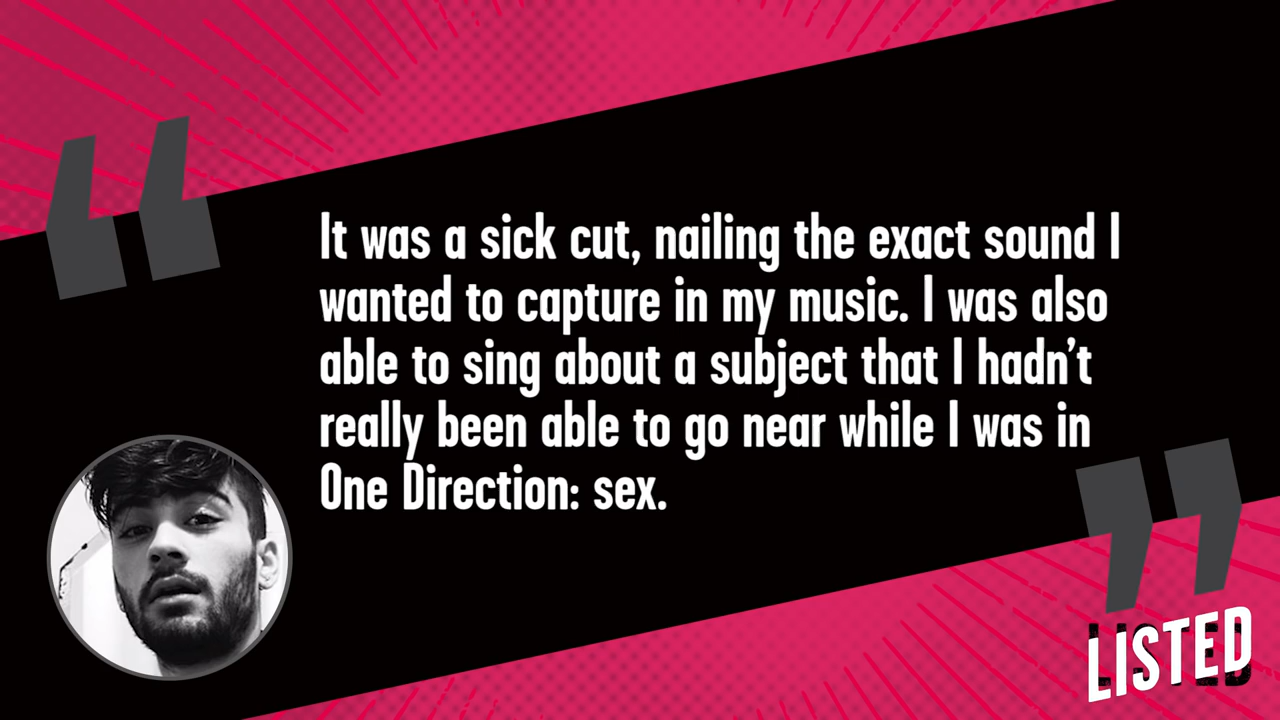 It was a sick cut, nailing the exact sound I
wanted to capture in my music. I was also
able to sing about a subject that I hadn’t
really been able to go near while I was in
One Direction: sex.
LISTED